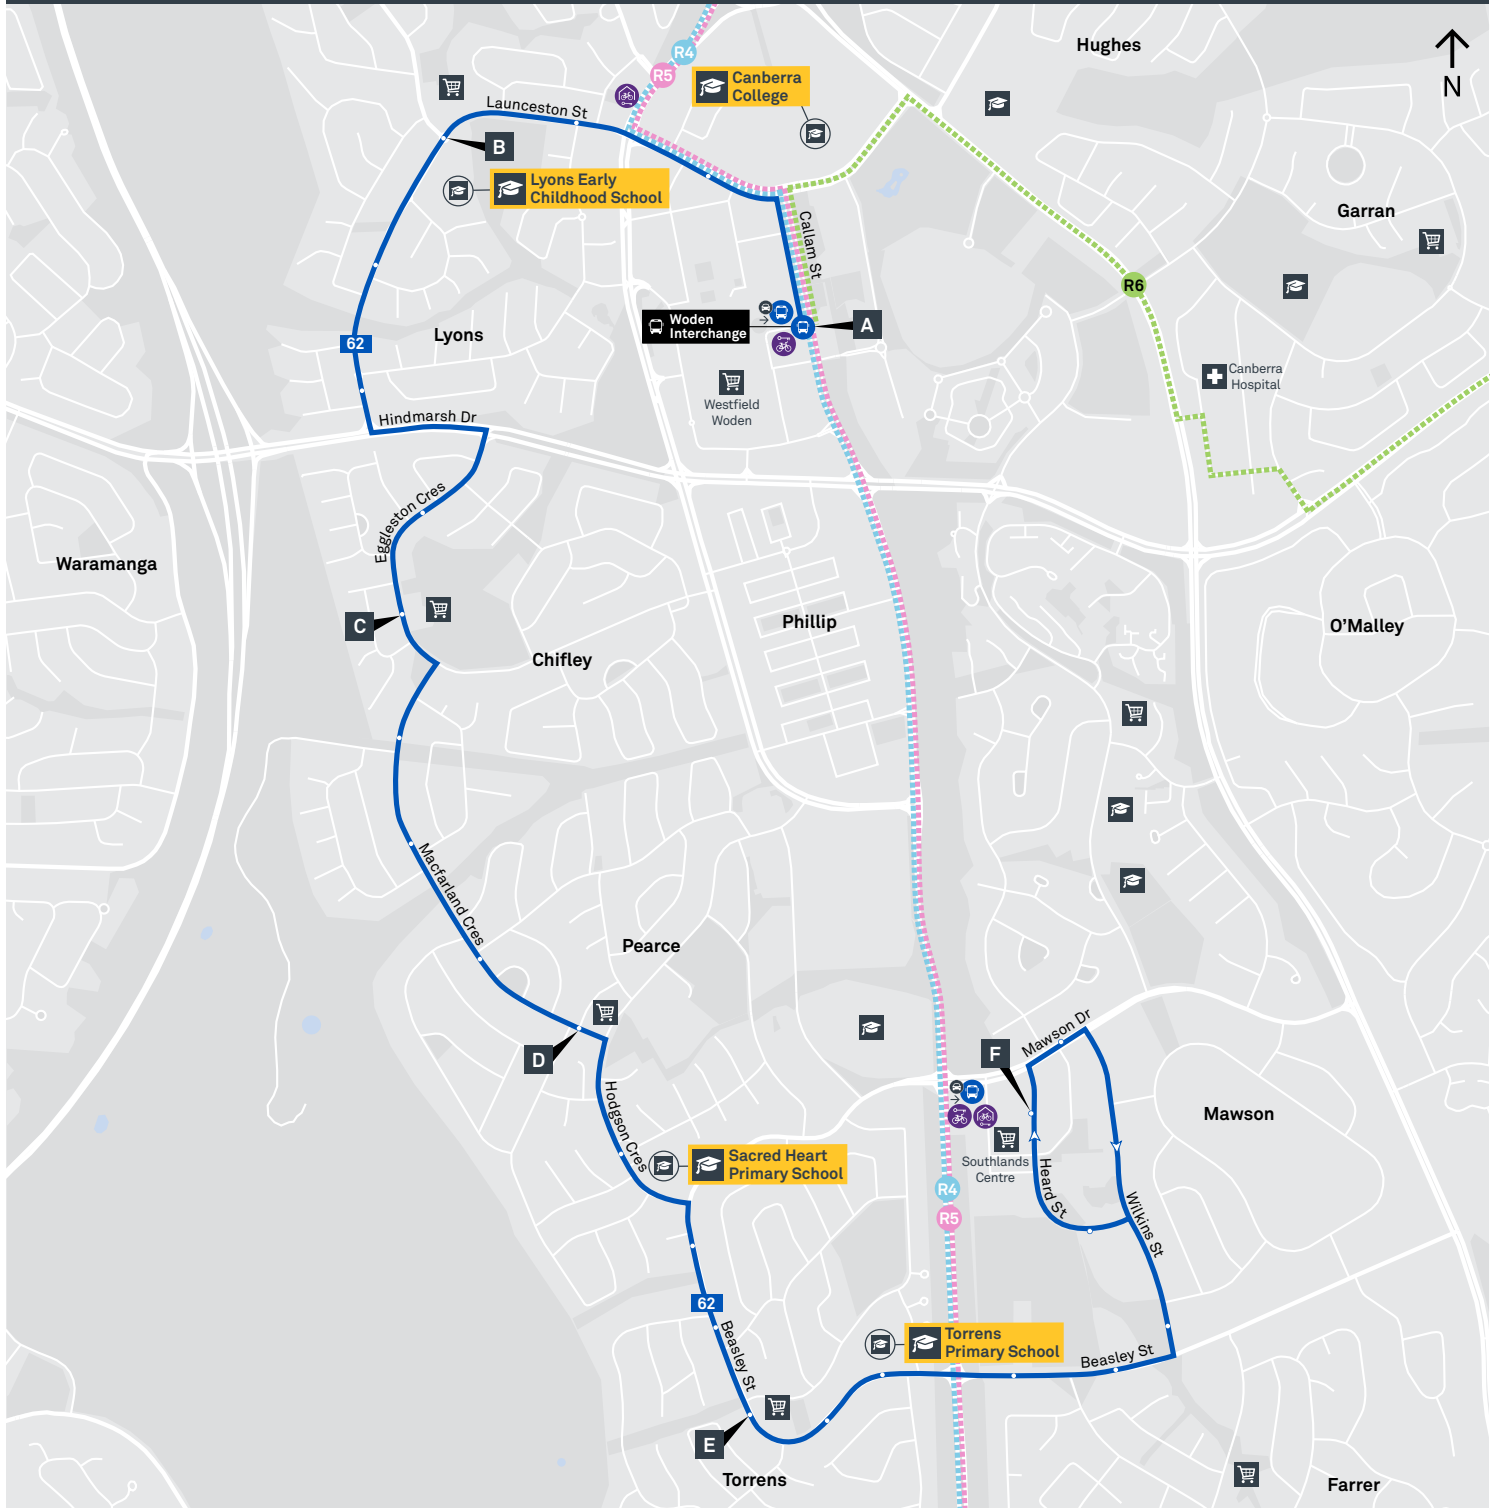 Hughes
N
R4
R5
Canberra
College
Launceston St
B
Lyons Early
Childhood School
Garran
Callam St
R6
Woden
Interchange
A
62
Lyons
Canberra
Hospital
Westfield
Woden
Hindmarsh Dr
Eggleston Cres
Waramanga
C
Phillip
O'Malley
Chifley
Macfarland Cres
Pearce
Mawson Dr
D
F
Hodgson Cres
Mawson
Sacred Heart
Primary School
Southlands
Centre
Heard St
R4
R5
Wilkins St
62
Beasley St
Torrens
Primary School
Beasley St
E
Torrens
Farrer